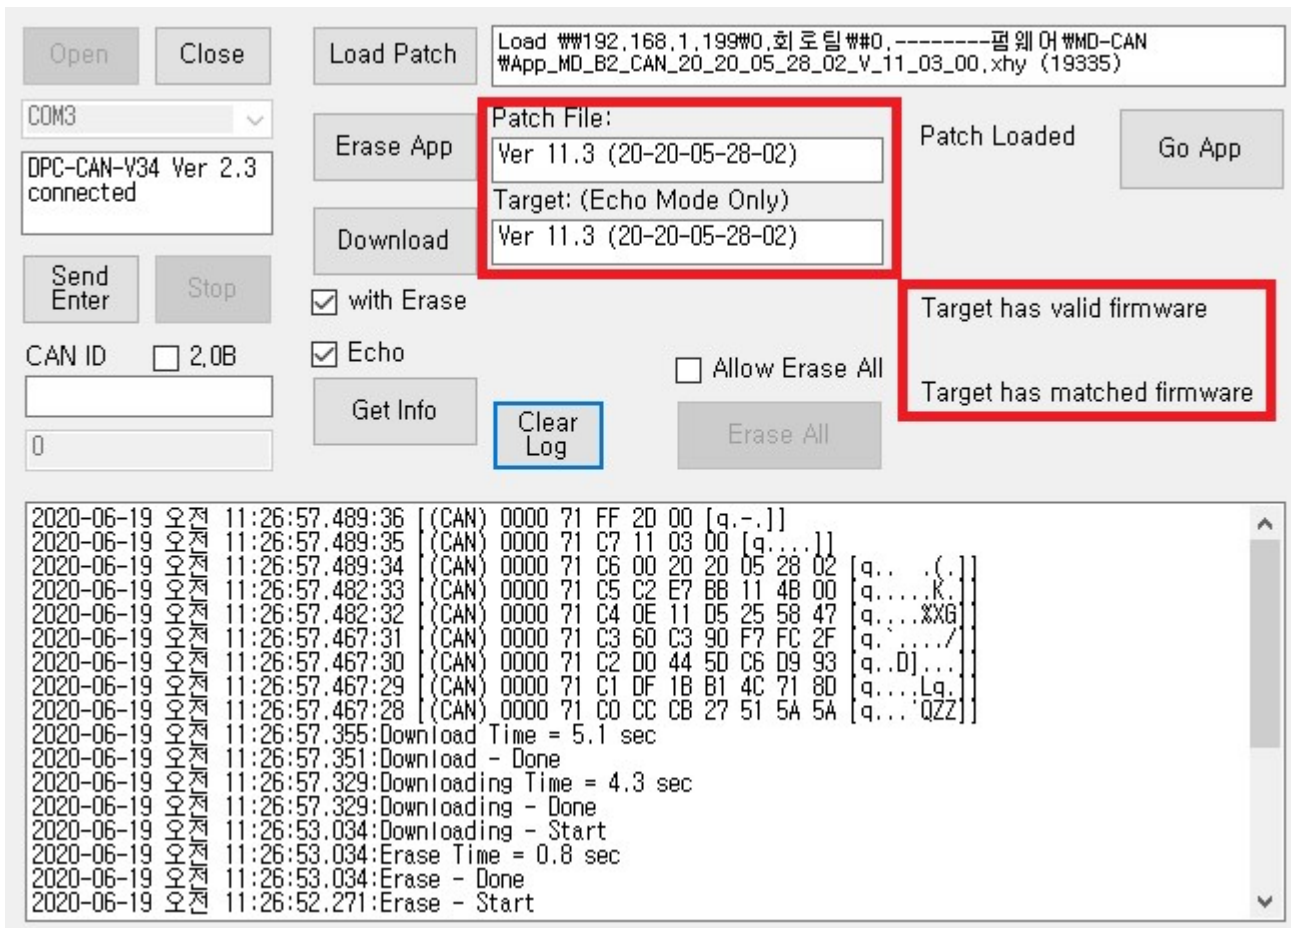 Open
Close
Load Patch
Load ₩₩192,168,1,199₩0,회로팀₩#0,---------펌웨어₩MD-CAN
₩App_MD_B2_CAN_20_20_05_28_02_V_11_03_00,xhy (19335)
COM3
DPC-CAN-V34 Ver 2.3
connected
Erase App
Patch File:
Ver 11.3 (20-20-05-28-02)
Patch Loaded
Go App
Target: (Echo Mode Only)
Download
Ver 11.3 (20-20-05-28-02)
Send
Enter
Stop
with Erase
Target has valid firmware
CAN ID
2,0B
Echo
Allow Erase All
Target has matched firmware
Get Info
Clear
Log
Erase All
0
2020-06-19 오전 11:26:57.489:36 [(CAN) 0000 71 FF 2D 00 [q.-.]]
2020-06-19 오전 11:26:57.489:35 [(CAN) 0000 71 C7 11 03 00 [q....]]
2020-06-19 오전 11:26:57.489:34 [(CAN) 0000 71 C6 00 20 20 05 28 02 [q..  .(.]]
2020-06-19 오전 11:26:57.482:33 [(CAN) 0000 71 C5 C2 E7 BB 11 4B 00 [q.....K.]]
2020-06-19 오전 11:26:57.482:32 [(CAN) 0000 71 C4 0E 11 D5 25 58 47 [q....%XG]]
2020-06-19 오전 11:26:57.467:31 [(CAN) 0000 71 C3 60 C3 90 F7 FC 2F [q.`..../]]
2020-06-19 오전 11:26:57.467:30 [(CAN) 0000 71 C2 D0 44 5D C6 D9 93 [q..D]...]]
2020-06-19 오전 11:26:57.467:29 [(CAN) 0000 71 C1 DF 1B B1 4C 71 8D [q....Lq.]]
2020-06-19 오전 11:26:57.467:28 [(CAN) 0000 71 C0 CC CB 27 51 5A 5A [q...'QZZ]]
2020-06-19 오전 11:26:57.355:Download Time = 5.1 sec
2020-06-19 오전 11:26:57.351:Download - Done
2020-06-19 오전 11:26:57.329:Downloading Time = 4.3 sec
2020-06-19 오전 11:26:57.329:Downloading - Done
2020-06-19 오전 11:26:53.034:Downloading - Start
2020-06-19 오전 11:26:53.034:Erase Time = 0.8 sec
2020-06-19 오전 11:26:53.034:Erase - Done
2020-06-19 오전 11:26:52.271:Erase - Start